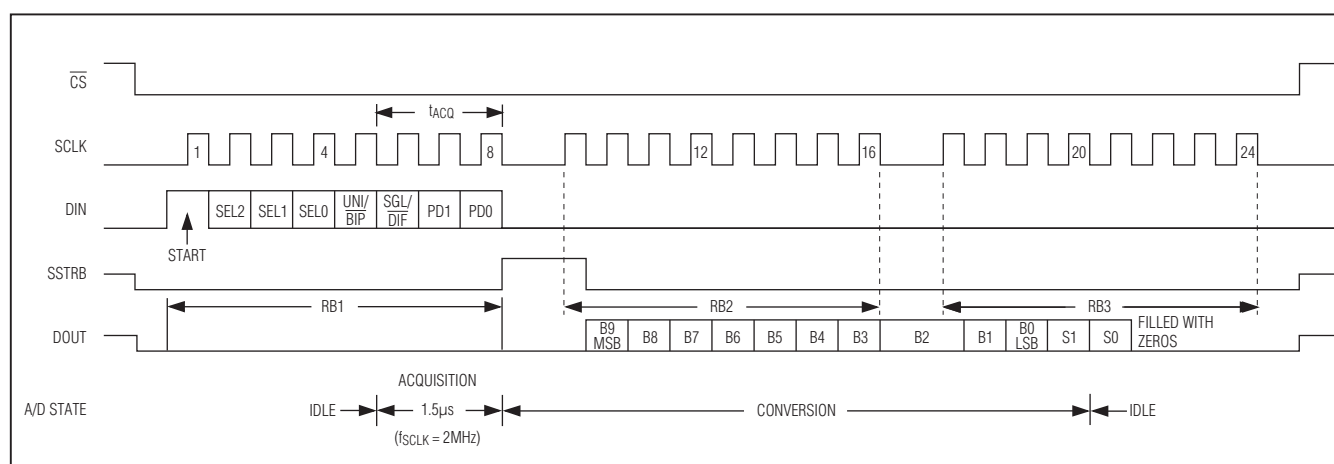 CS
tACQ
SCLK 1 4 8 12 16 20 24
DIN SEL2 SEL1 SEL0 UNI/ BIP SGL/ DIF PD1 PD0
START
SSTRB
RB1 RB2 RB3
DOUT B9 MSB B8 B7 B6 B5 B4 B3 B2 B1 B0 LSB S1 S0 FILLED WITH ZEROS
ACQUISITION
A/D STATE IDLE 1.5μs CONVERSION IDLE
(fSCLK = 2MHz)